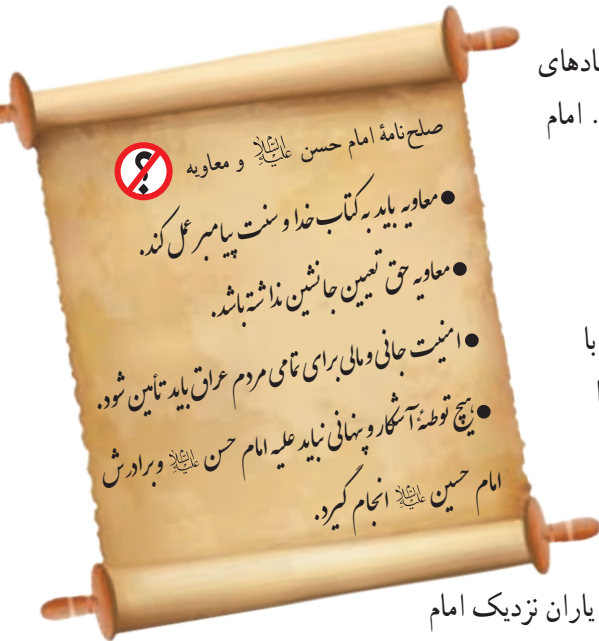 ادهای
. امام
صلح‌نامهٔ امام حسن علیه‌السلام و معاویه
● معاویه باید به کتاب خدا و سنت پیامبر عمل کند.
● معاویه حق تعیین جانشین نداشته باشد.
با
● امنیت جانی و مالی برای تمامی مردم عراق باید تأمین شود.
● هیچ توطئهٔ آشکار و پنهانی نباید علیه امام حسن علیه‌السلام و برادرش
امام حسین علیه‌السلام انجام گیرد.
یاران نزدیک امام